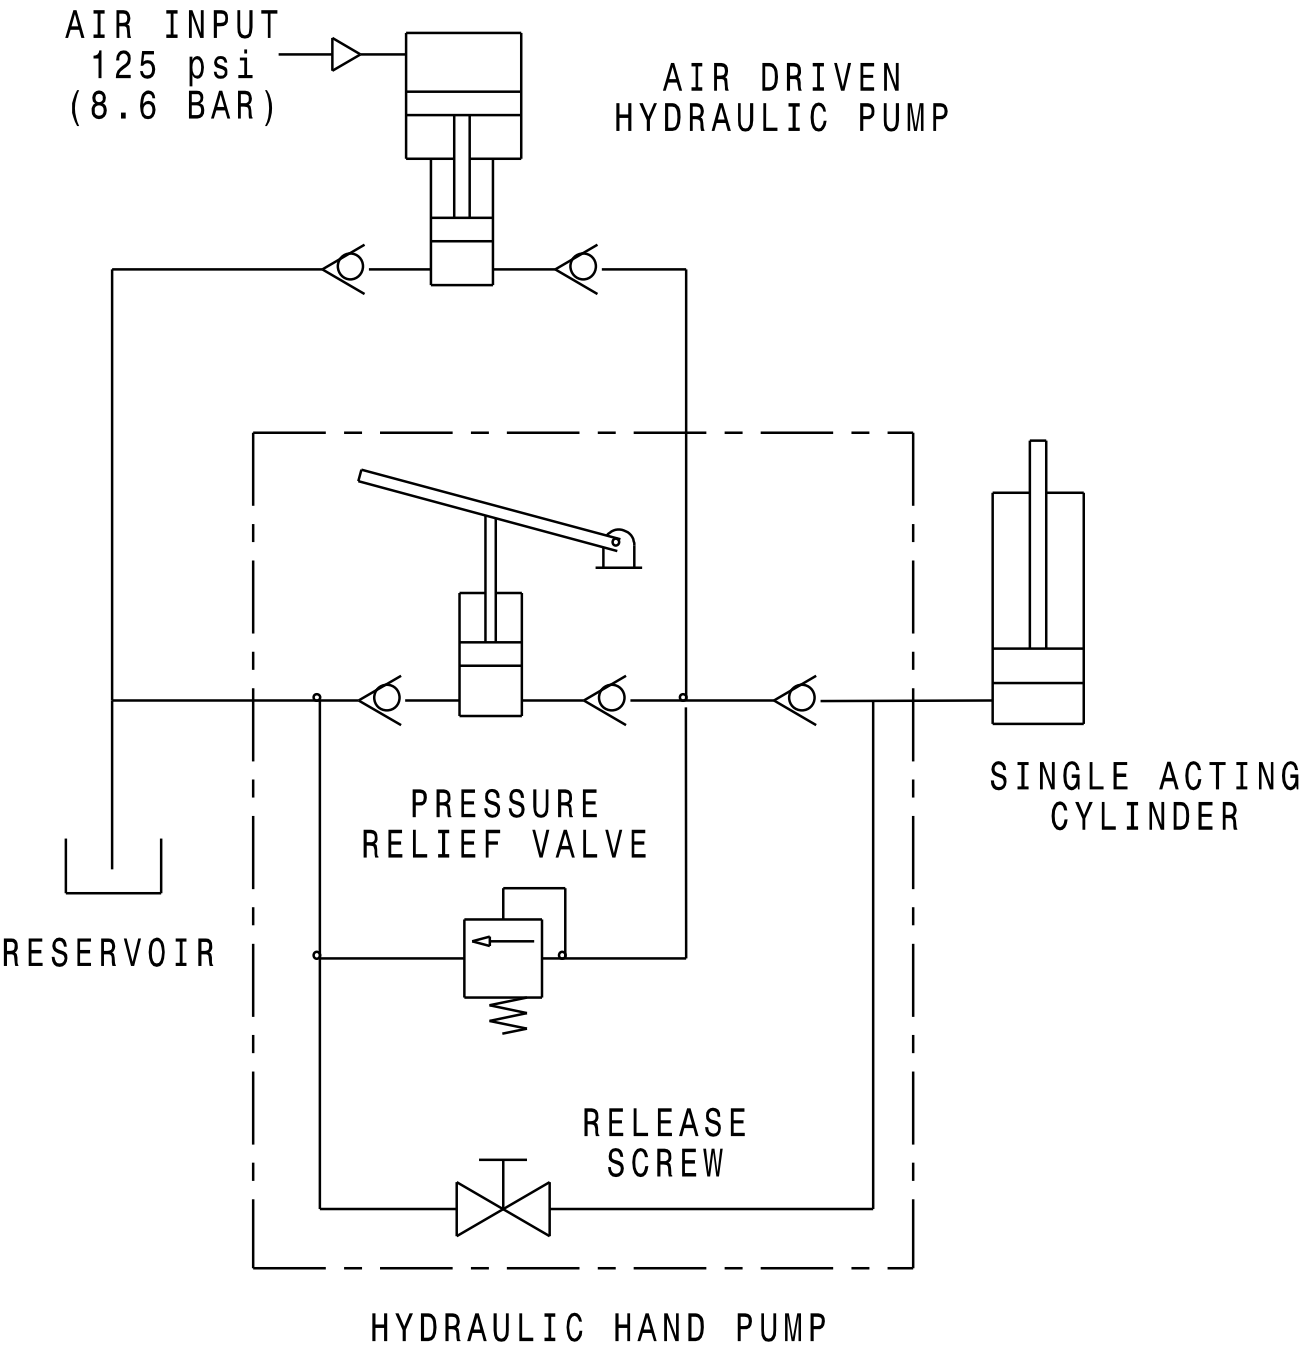 AIR INPUT
125 psi
(8.6 BAR)
AIR DRIVEN
HYDRAULIC PUMP
SINGLE ACTING
CYLINDER
PRESSURE
RELIEF VALVE
RESERVOIR
RELEASE
SCREW
HYDRAULIC HAND PUMP